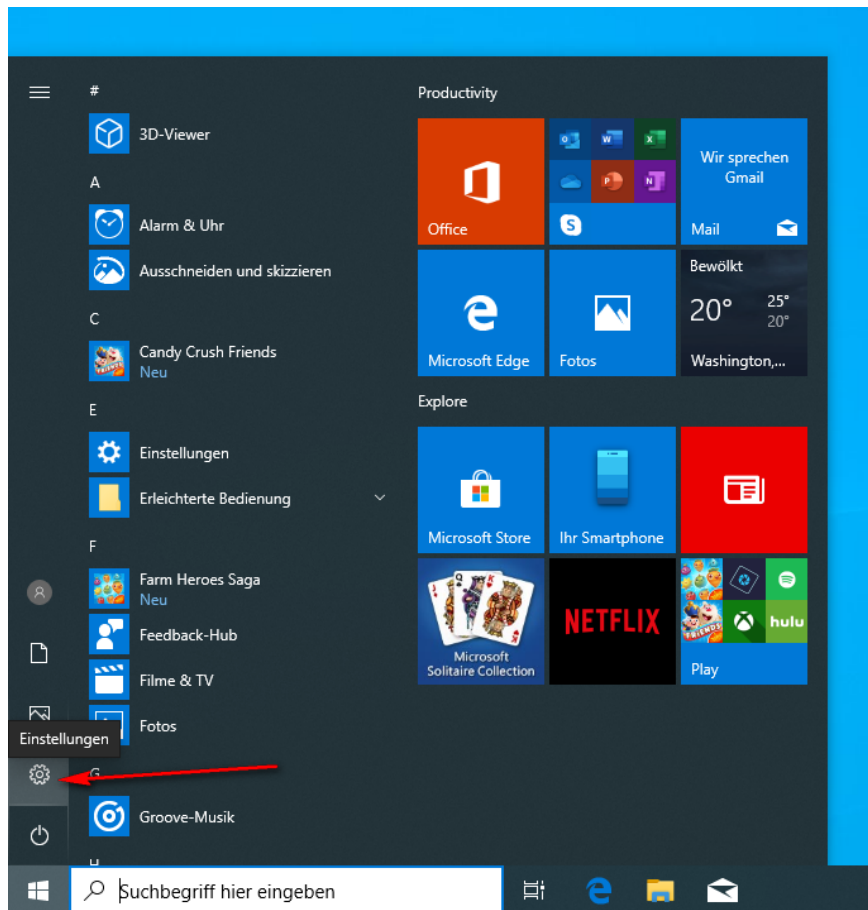 #
3D-Viewer
A
Alarm & Uhr
Ausschneiden und skizzieren
C
Candy Crush Friends
Neu
E
Einstellungen
Erleichterte Bedienung
F
Farm Heroes Saga
Neu
Feedback-Hub
Filme & TV
Fotos
Einstellungen
G
Groove-Musik
H
Productivity
Office
Wir sprechen
Gmail
Mail
Microsoft Edge
Fotos
Bewölkt
20° 25°
20°
Washington,...
Explore
Microsoft Store
Ihr Smartphone
Microsoft
Solitaire Collection
NETFLIX
hulu
Play
Suchbegriff hier eingeben